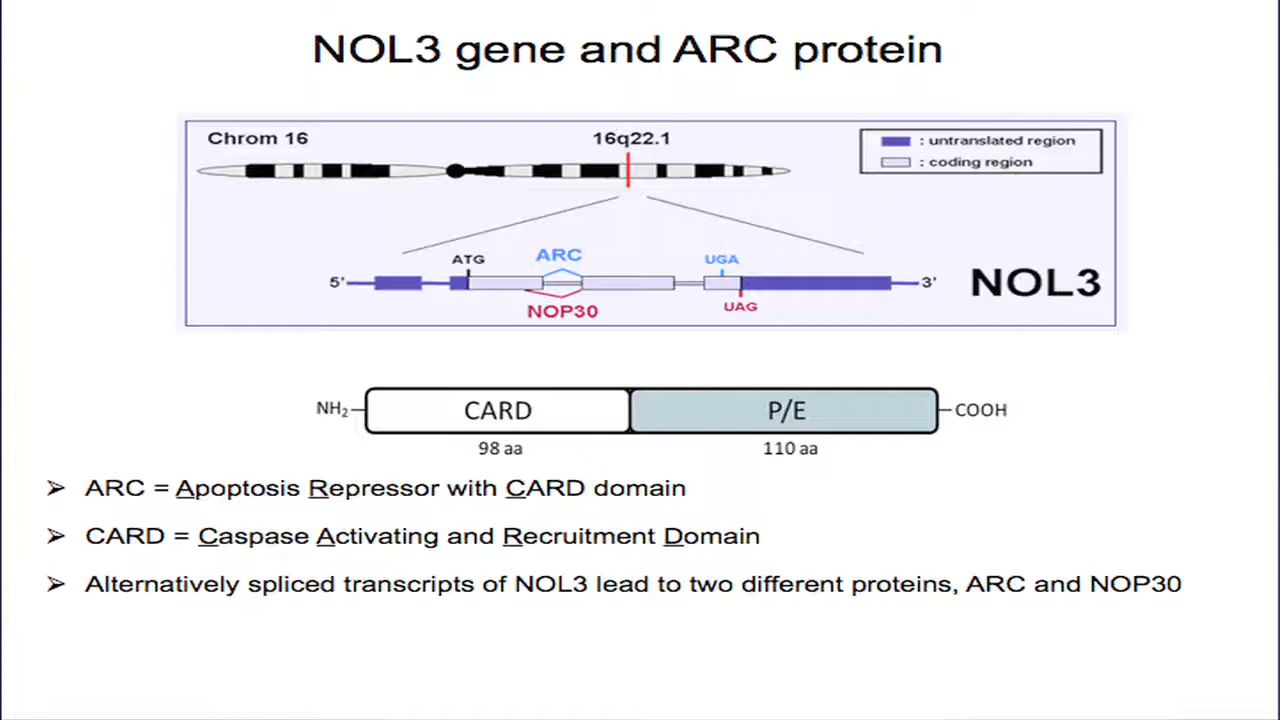 NOL3 gene and ARC protein
Chrom 16
16q22.1
: untranslated region
: coding region
ATG
ARC
UGA
5'
3'
NOL3
NOP30
UAG
NH2
CARD
P/E
COOH
98 aa
110 aa
➢ ARC = Apoptosis Repressor with CARD domain
➢ CARD = Caspase Activating and Recruitment Domain
➢ Alternatively spliced transcripts of NOL3 lead to two different proteins, ARC and NOP30